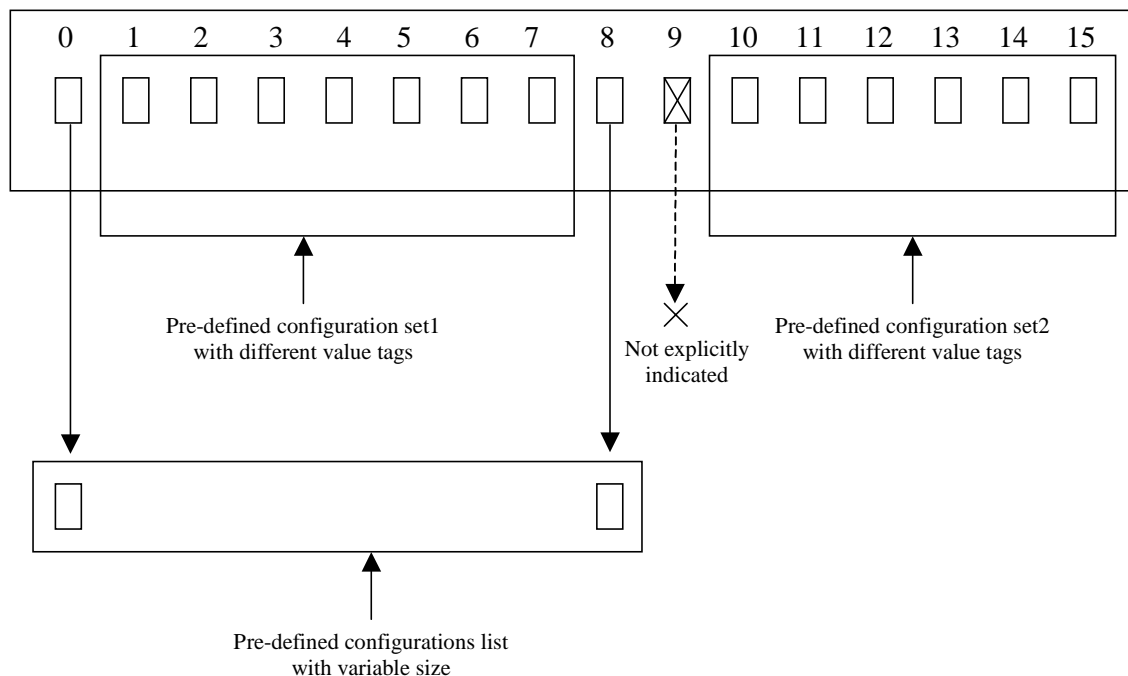 0 1 2 3 4 5 6 7 8 9 10 11 12 13 14 15
Pre-defined configuration set1
with different value tags
Not explicitly
indicated
Pre-defined configuration set2
with different value tags
Pre-defined configurations list
with variable size